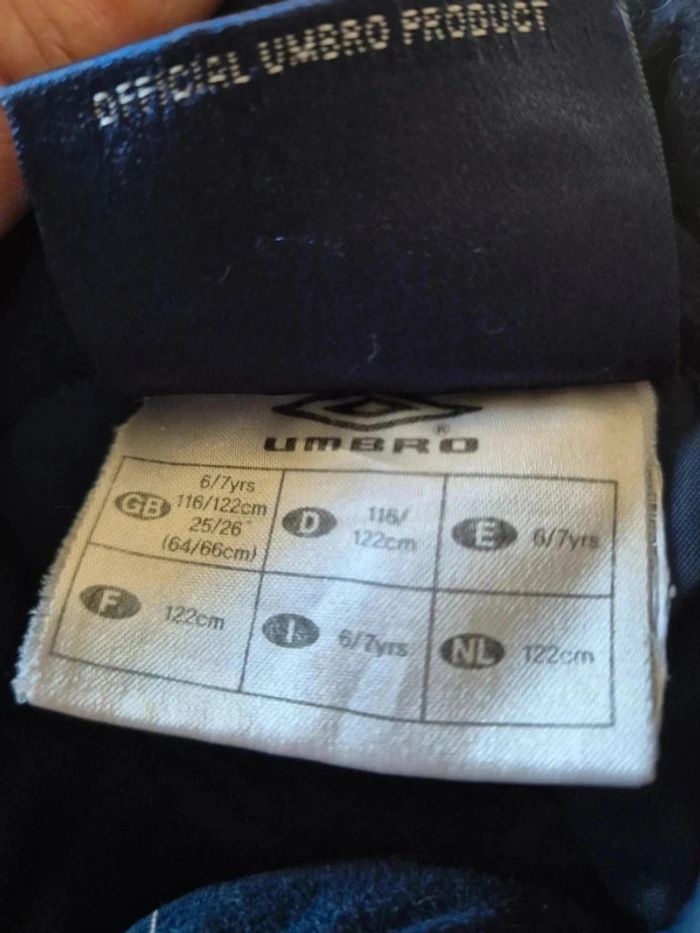 OFFICIAL UMBRO PRODUCT
®
UMBRO
GB 6/7yrs
116/122cm
25/26"
(64/66cm)
D 116/
122cm
E 6/7yrs
F 122cm
I 6/7yrs
NL 122cm